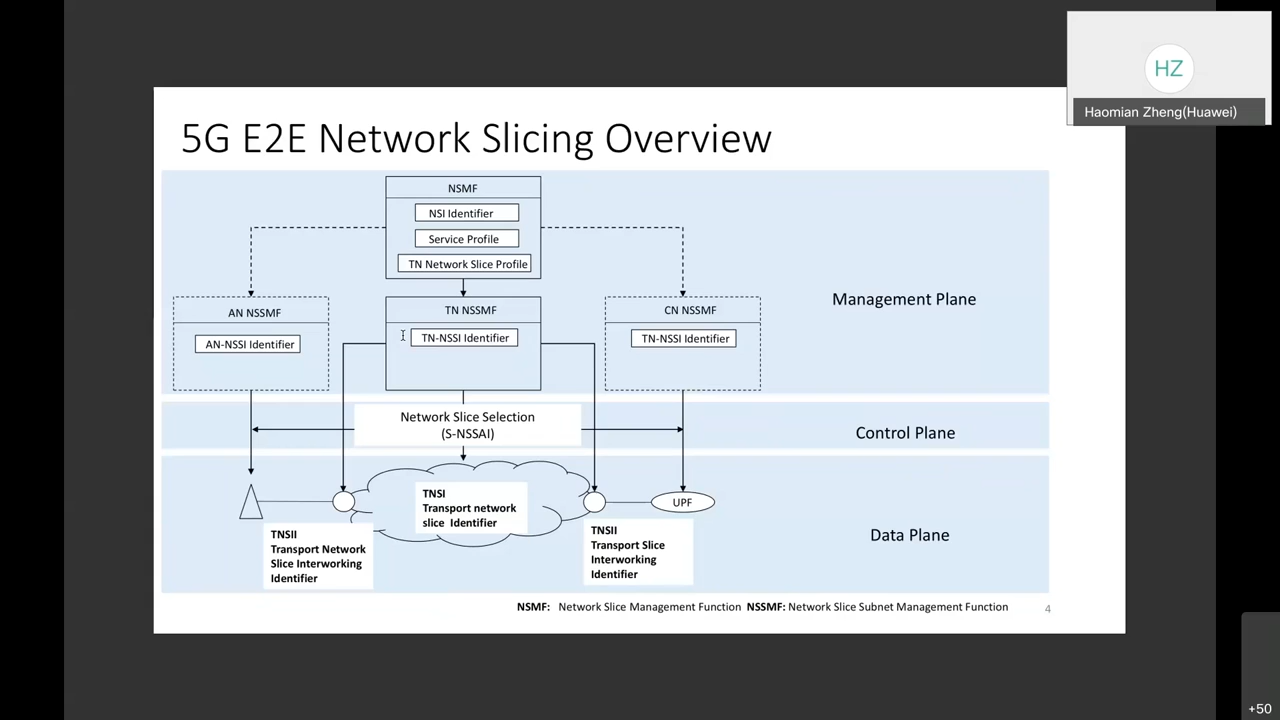 HZ
Haomian Zheng(Huawei)
5G E2E Network Slicing Overview
NSMF
NSI Identifier
Service Profile
TN Network Slice Profile
Management Plane
AN NSSMF
AN-NSSI Identifier
TN NSSMF
TN-NSSI Identifier
CN NSSMF
TN-NSSI Identifier
Network Slice Selection
(S-NSSAI)
Control Plane
TNSI
Transport network
slice Identifier
UPF
TNSII
Transport Network
Slice Interworking
Identifier
TNSII
Transport Slice
Interworking
Identifier
Data Plane
NSMF: Network Slice Management Function NSSMF: Network Slice Subnet Management Function
4
+50